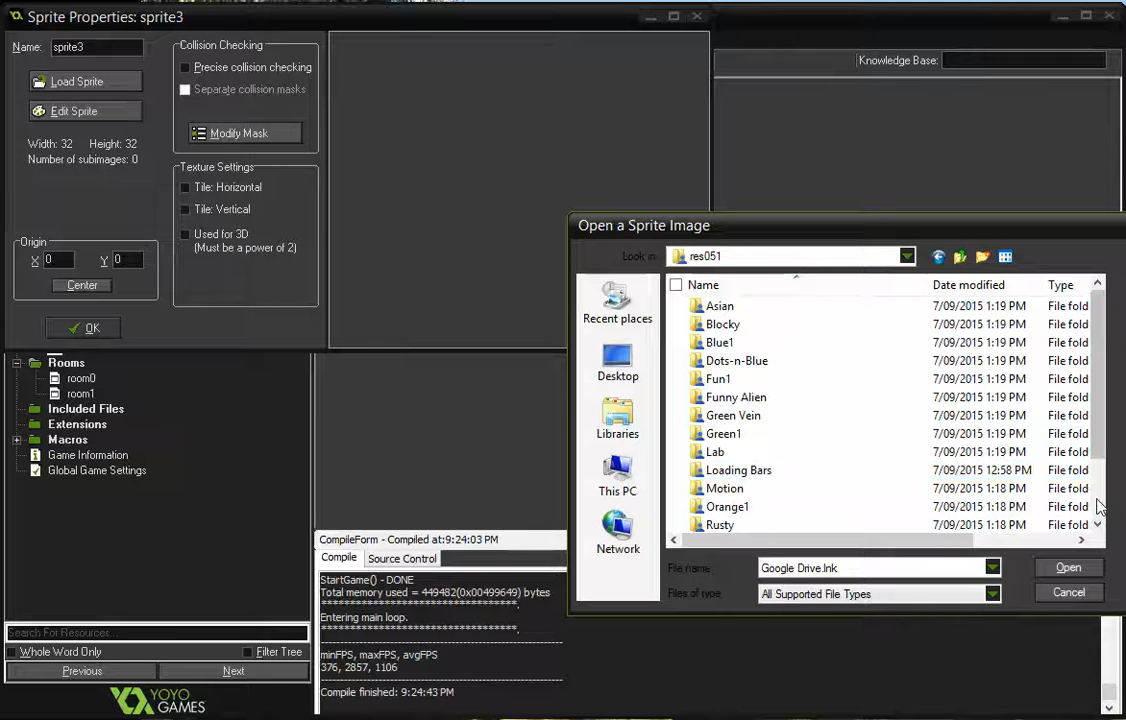 Sprite Properties: sprite3
Name: sprite3
Load Sprite
Edit Sprite
Width: 32 Height: 32
Number of subimages: 0
Origin
X 0 Y 0
Center
OK
Collision Checking
Precise collision checking
Separate collision masks
Modify Mask
Texture Settings
Tile: Horizontal
Tile: Vertical
Used for 3D
(Must be a power of 2)
Knowledge Base:
Open a Sprite Image
Look in: res051
Recent places
Desktop
Libraries
This PC
Network
Name Date modified Type
Asian 7/09/2015 1:19 PM File fold
Blocky 7/09/2015 1:19 PM File fold
Blue1 7/09/2015 1:19 PM File fold
Dots-n-Blue 7/09/2015 1:19 PM File fold
Fun1 7/09/2015 1:19 PM File fold
Funny Alien 7/09/2015 1:19 PM File fold
Green Vein 7/09/2015 1:19 PM File fold
Green1 7/09/2015 1:19 PM File fold
Lab 7/09/2015 1:19 PM File fold
Loading Bars 7/09/2015 12:58 PM File fold
Motion 7/09/2015 1:18 PM File fold
Orange1 7/09/2015 1:18 PM File fold
Rusty 7/09/2015 1:18 PM File fold
File name: Google Drive.lnk Open
Files of type: All Supported File Types Cancel
Rooms
room0
room1
Included Files
Extensions
Macros
Game Information
Global Game Settings
Search For Resources...
Whole Word Only Filter Tree
Previous Next
YOYO
GAMES
CompileForm - Compiled at:9:24:03 PM
Compile Source Control
StartGame() - DONE
Total memory used = 449482(0x00499649) bytes
**********************************.
Entering main loop.
**********************************.
minFPS, maxFPS, avgFPS
376, 2857, 1106
Compile finished: 9:24:43 PM